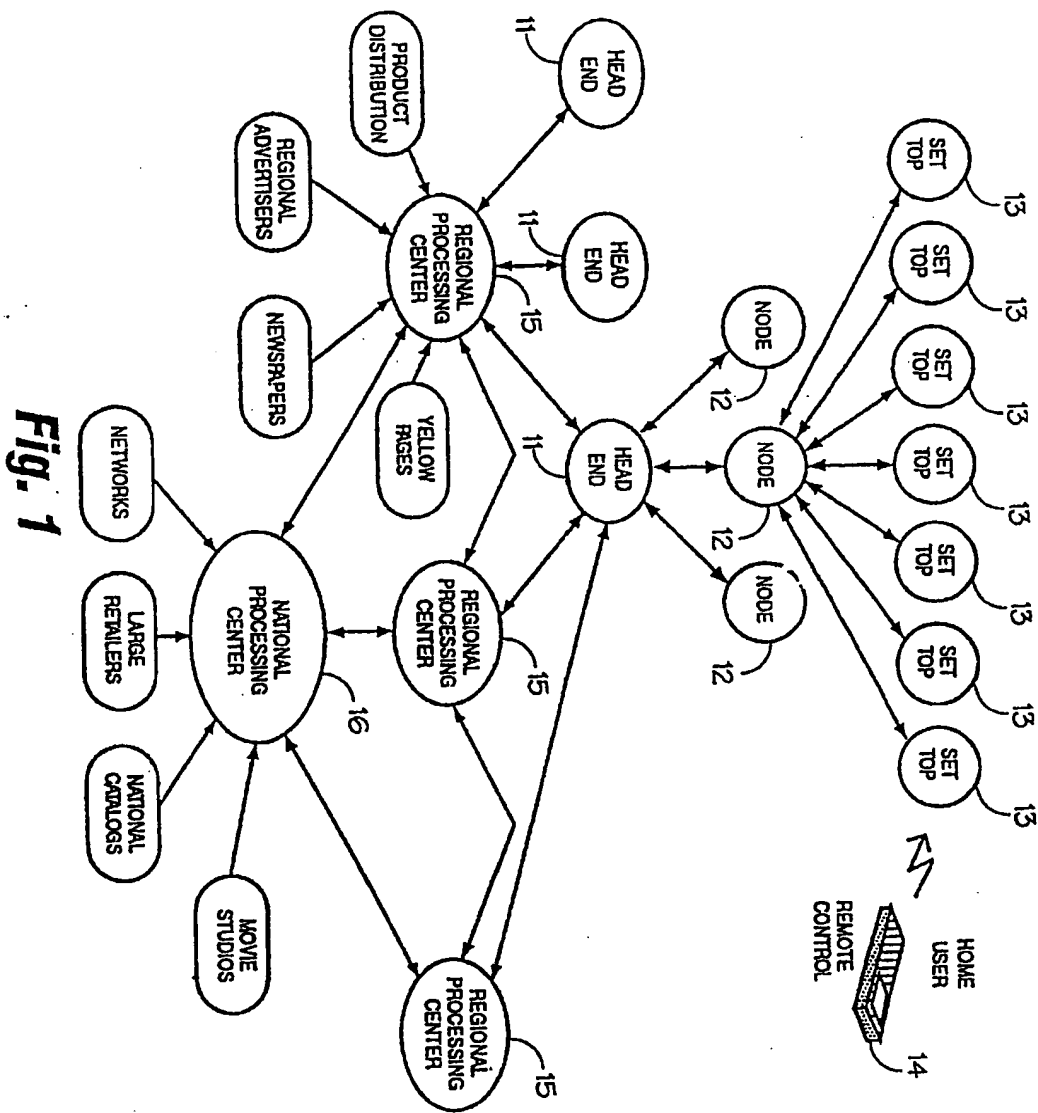 13
13
13
13
13
13
13
SET
TOP
SET
TOP
SET
TOP
SET
TOP
SET
TOP
SET
TOP
SET
TOP
HOME
USER
REMOTE
CONTROL
14
NODE
12
NODE
12
NODE
12
11
HEAD
END
11
HEAD
END
11
HEAD
END
PRODUCT
DISTRIBUTION
REGIONAL
PROCESSING
CENTER
15
REGIONAL
PROCESSING
CENTER
15
REGIONAL
PROCESSING
CENTER
15
YELLOW
PAGES
REGIONAL
ADVERTISERS
NEWSPAPERS
NATIONAL
PROCESSING
CENTER
16
MOVIE
STUDIOS
NETWORKS
LARGE
RETAILERS
NATIONAL
CATALOGS
Fig. 1